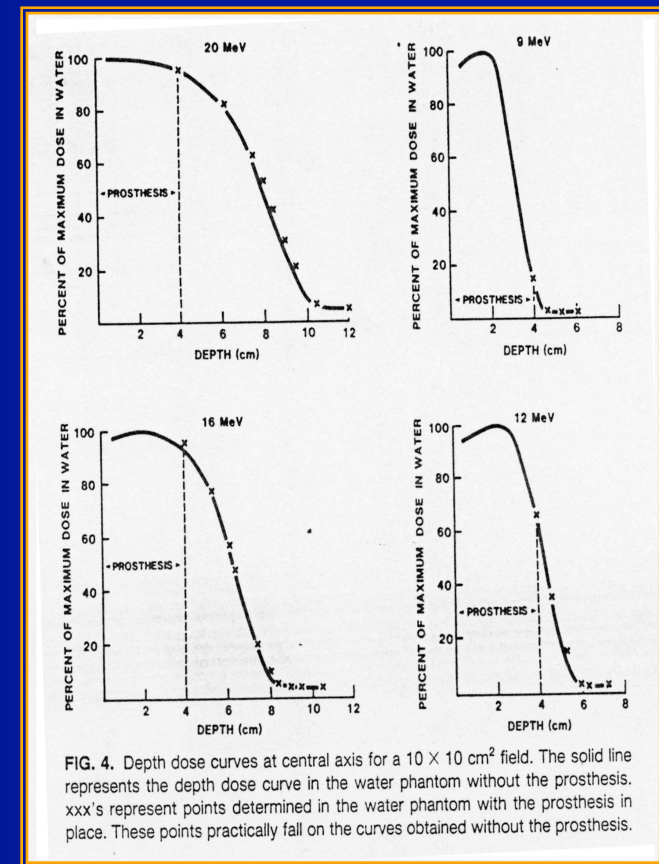 20 MeV
PERCENT OF MAXIMUM DOSE IN WATER
100
80
60
40
20
PROSTHESIS
2 4 6 8 10 12
DEPTH (cm)
9 MeV
PERCENT OF MAXIMUM DOSE IN WATER
100
80
60
40
20
PROSTHESIS
2 4 6 8
DEPTH (cm)
16 MeV
PERCENT OF MAXIMUM DOSE IN WATER
100
80
60
40
20
PROSTHESIS
2 4 6 8 10 12
DEPTH (cm)
12 MeV
PERCENT OF MAXIMUM DOSE IN WATER
100
80
60
40
20
PROSTHESIS
2 4 6 8
DEPTH (cm)
FIG. 4. Depth dose curves at central axis for a 10 X 10 cm² field. The solid line
represents the depth dose curve in the water phantom without the prosthesis.
xxx's represent points determined in the water phantom with the prosthesis in
place. These points practically fall on the curves obtained without the prosthesis.